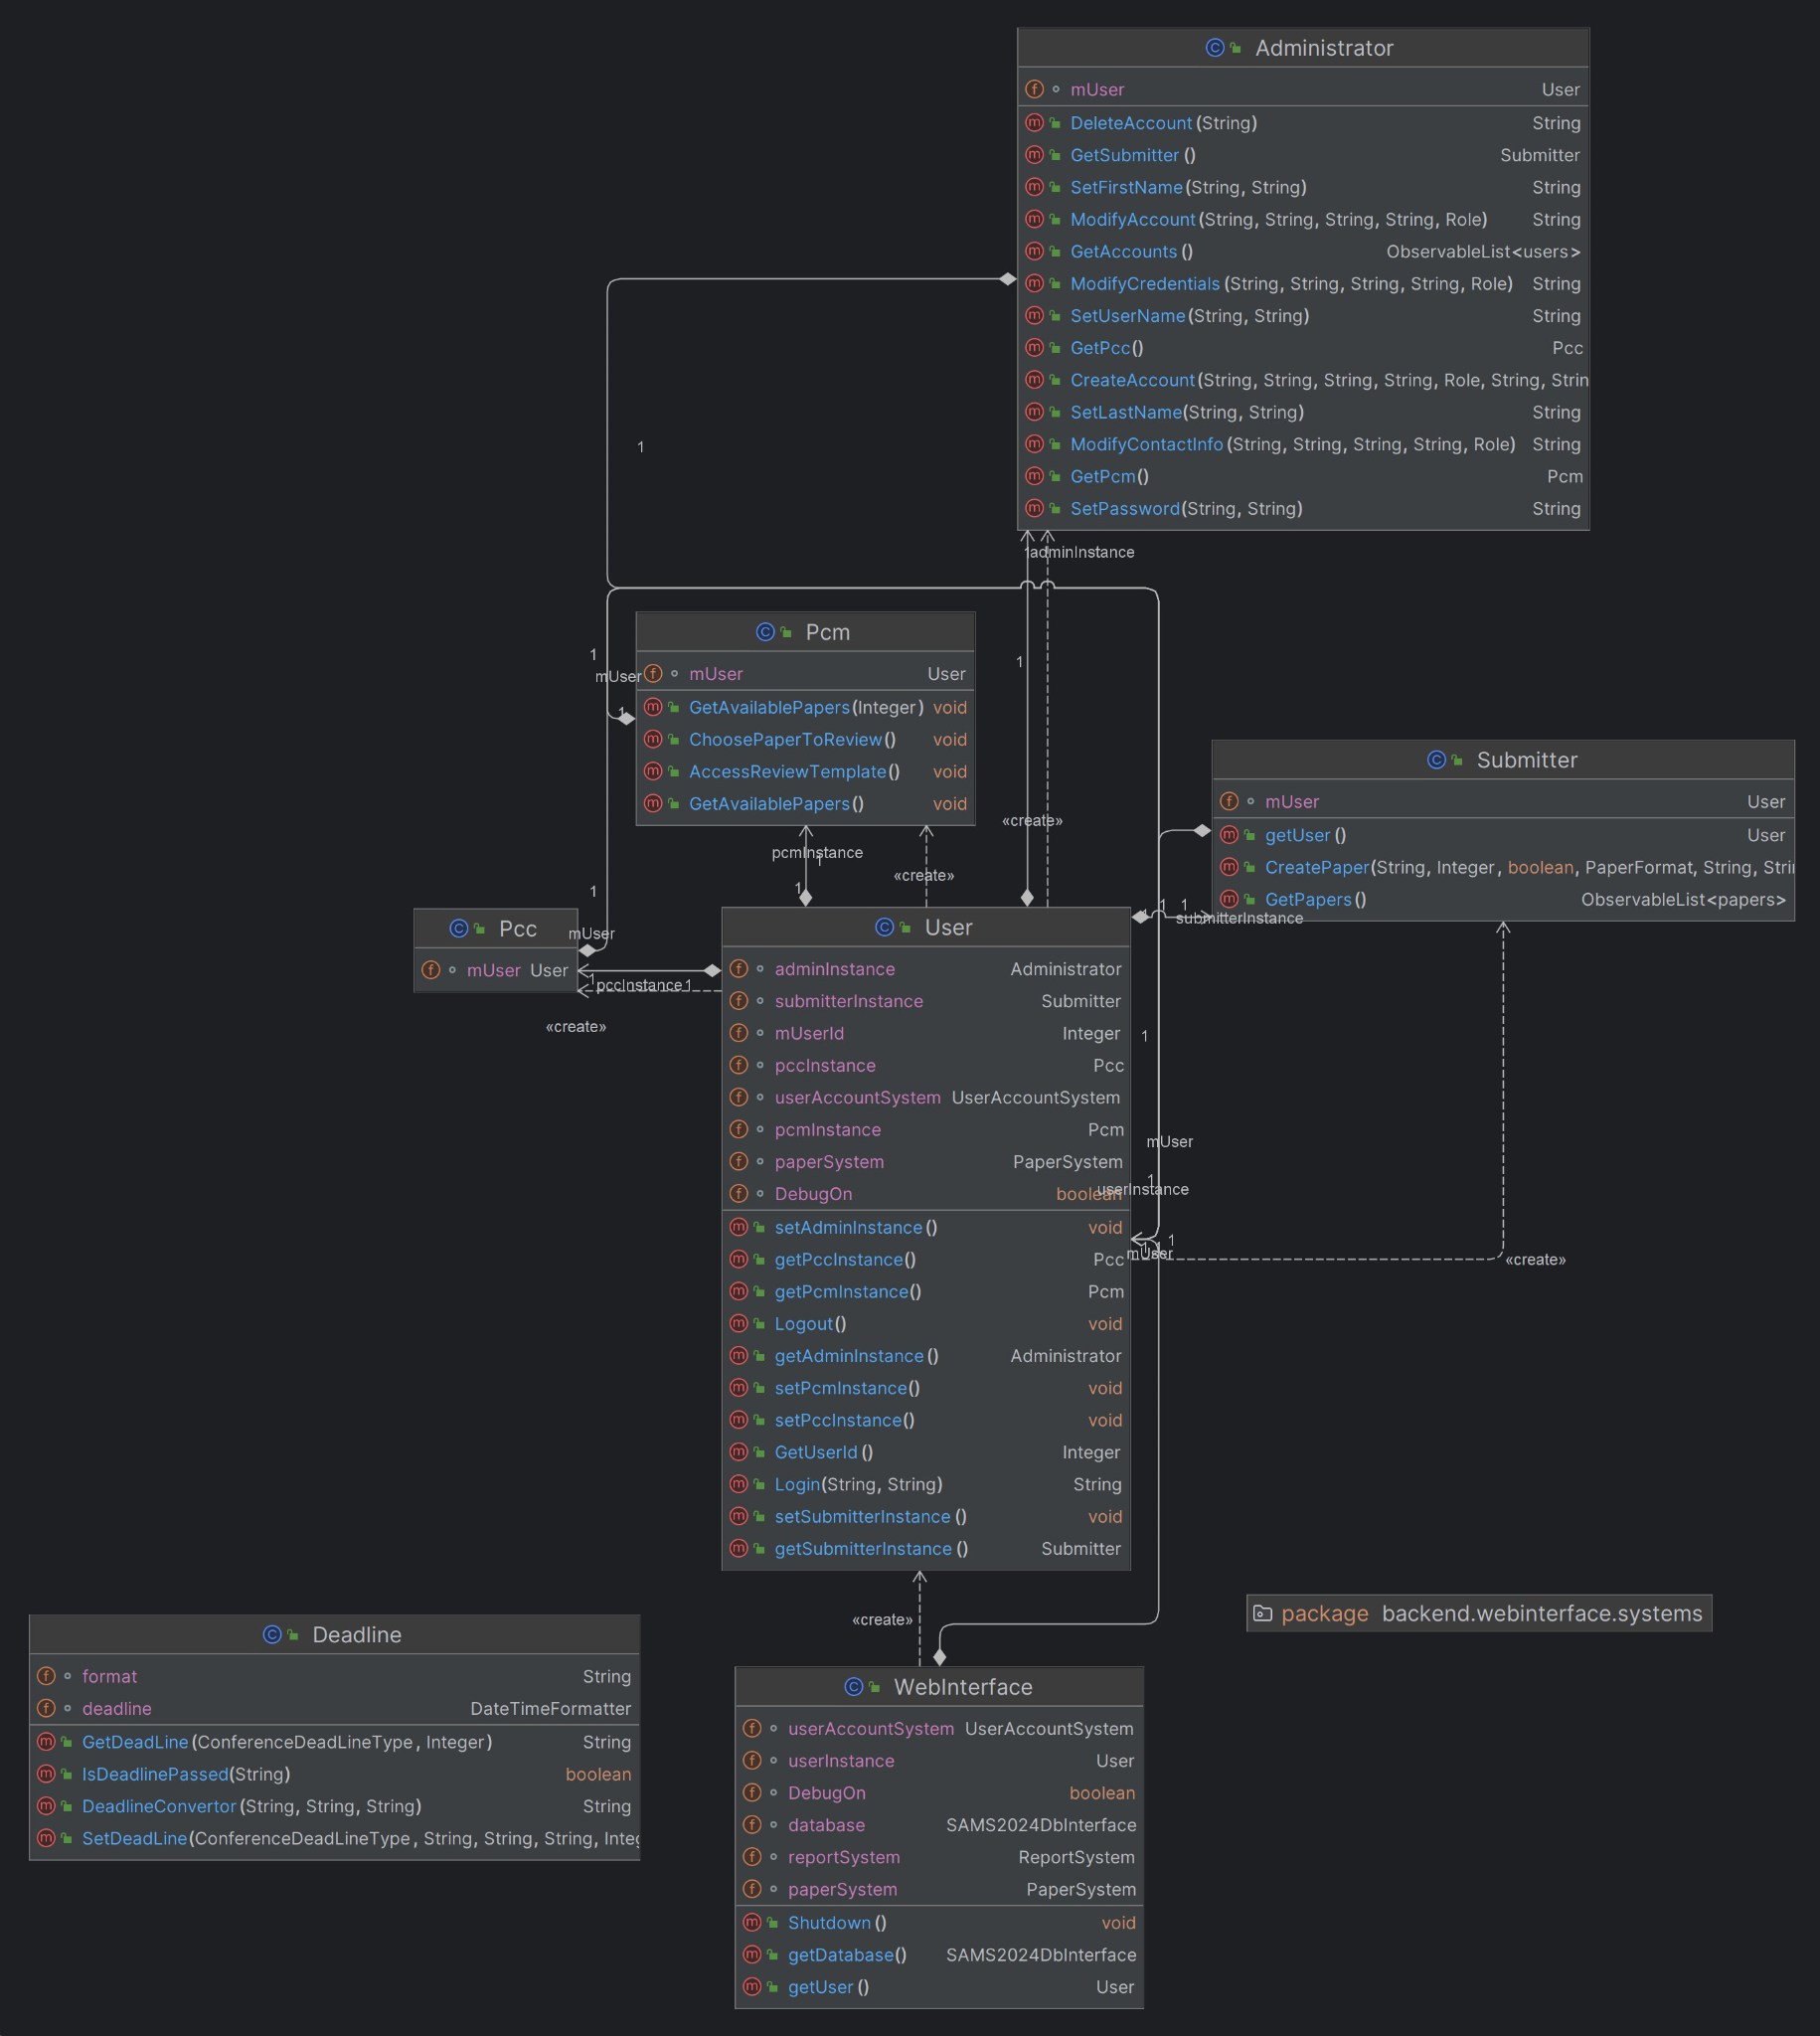 Administrator
mUser User
DeleteAccount(String) String
GetSubmitter() Submitter
SetFirstName(String, String) String
ModifyAccount(String, String, String, String, Role) String
GetAccounts() ObservableList<users>
ModifyCredentials(String, String, String, String, Role) String
SetUserName(String, String) String
GetPcc() Pcc
CreateAccount(String, String, String, String, Role, String, Strin
SetLastName(String, String) String
ModifyContactInfo(String, String, String, String, Role) String
GetPcm() Pcm
SetPassword(String, String) String
1
1adminInstance
1
Pcm
1
mUser
mUser User
GetAvailablePapers(Integer) void
1
ChoosePaperToReview() void
AccessReviewTemplate() void
GetAvailablePapers() void
«create»
pcmInstance
1
«create»
1
1
Submitter
mUser User
getUser() User
CreatePaper(String, Integer, boolean, PaperFormat, String, Stri
GetPapers() ObservableList<papers>
1 1 1
submitterInstance
Pcc
mUser
mUser User
1
pccInstance1
«create»
User
adminInstance Administrator
submitterInstance Submitter
mUserId Integer
pccInstance Pcc
userAccountSystem UserAccountSystem
pcmInstance Pcm
paperSystem PaperSystem
DebugOn boolean
setAdminInstance() void
getPccInstance() Pcc
getPcmInstance() Pcm
Logout() void
getAdminInstance() Administrator
setPcmInstance() void
setPccInstance() void
GetUserId() Integer
Login(String, String) String
setSubmitterInstance() void
getSubmitterInstance() Submitter
1
mUser
1
userInstance
1
mUser
«create»
«create»
package backend.webinterface.systems
Deadline
format String
deadline DateTimeFormatter
GetDeadLine(ConferenceDeadLineType, Integer) String
IsDeadlinePassed(String) boolean
DeadlineConvertor(String, String, String) String
SetDeadLine(ConferenceDeadLineType, String, String, String, Integ
WebInterface
userAccountSystem UserAccountSystem
userInstance User
DebugOn boolean
database SAMS2024DbInterface
reportSystem ReportSystem
paperSystem PaperSystem
Shutdown() void
getDatabase() SAMS2024DbInterface
getUser() User